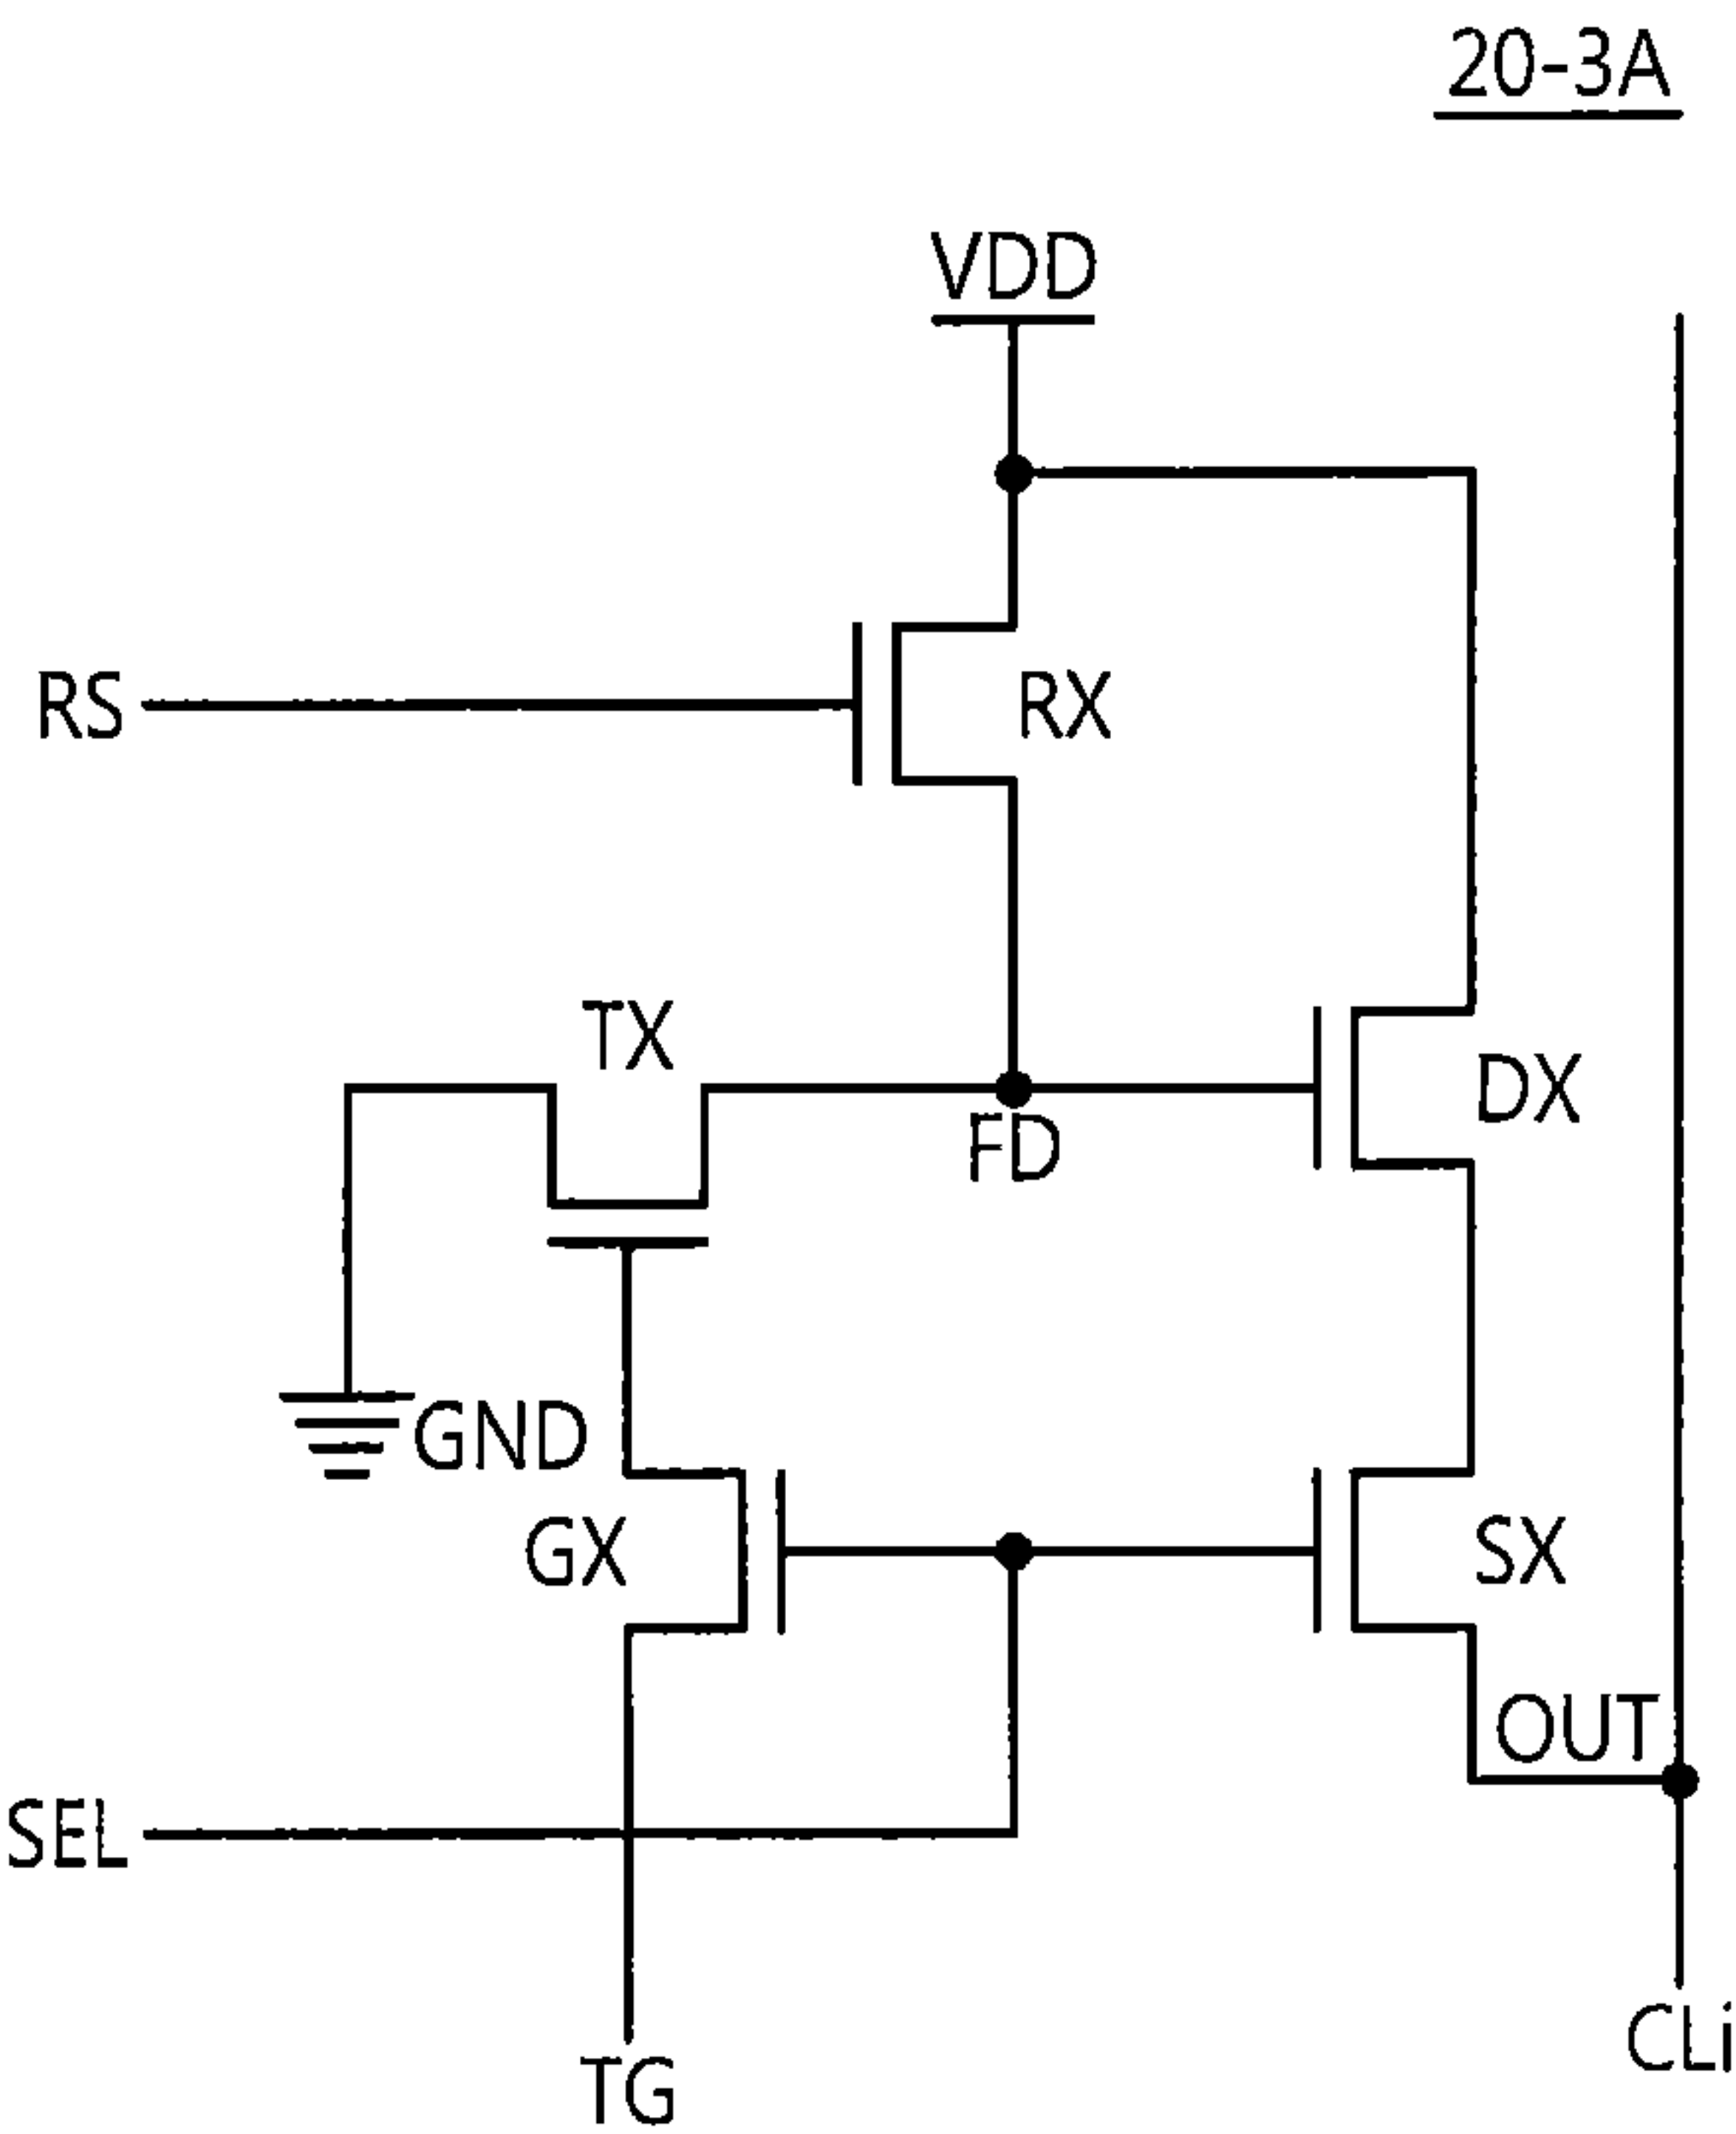 20-3A
VDD
RS
RX
TX
DX
FD
GND
GX
SX
OUT
SEL
CLi
TG